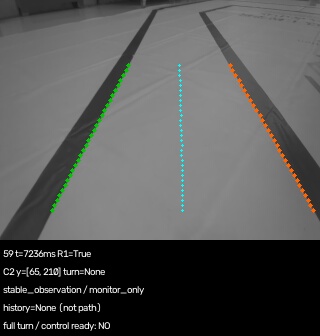 59 t=7236ms R1=True
C2 y=[65, 210] turn=None
stable_observation / monitor_only
history=None (not path)
full turn / control ready: NO